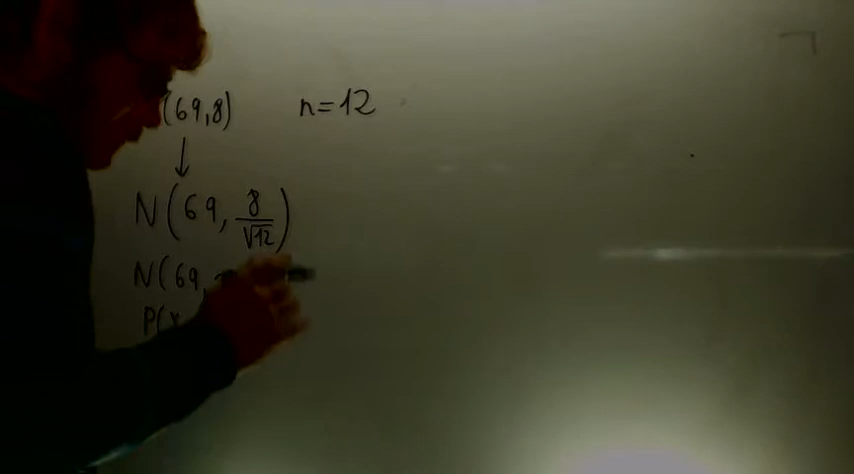 (69,8) n=12
N(69, 8/√12)
N(69,
P(x